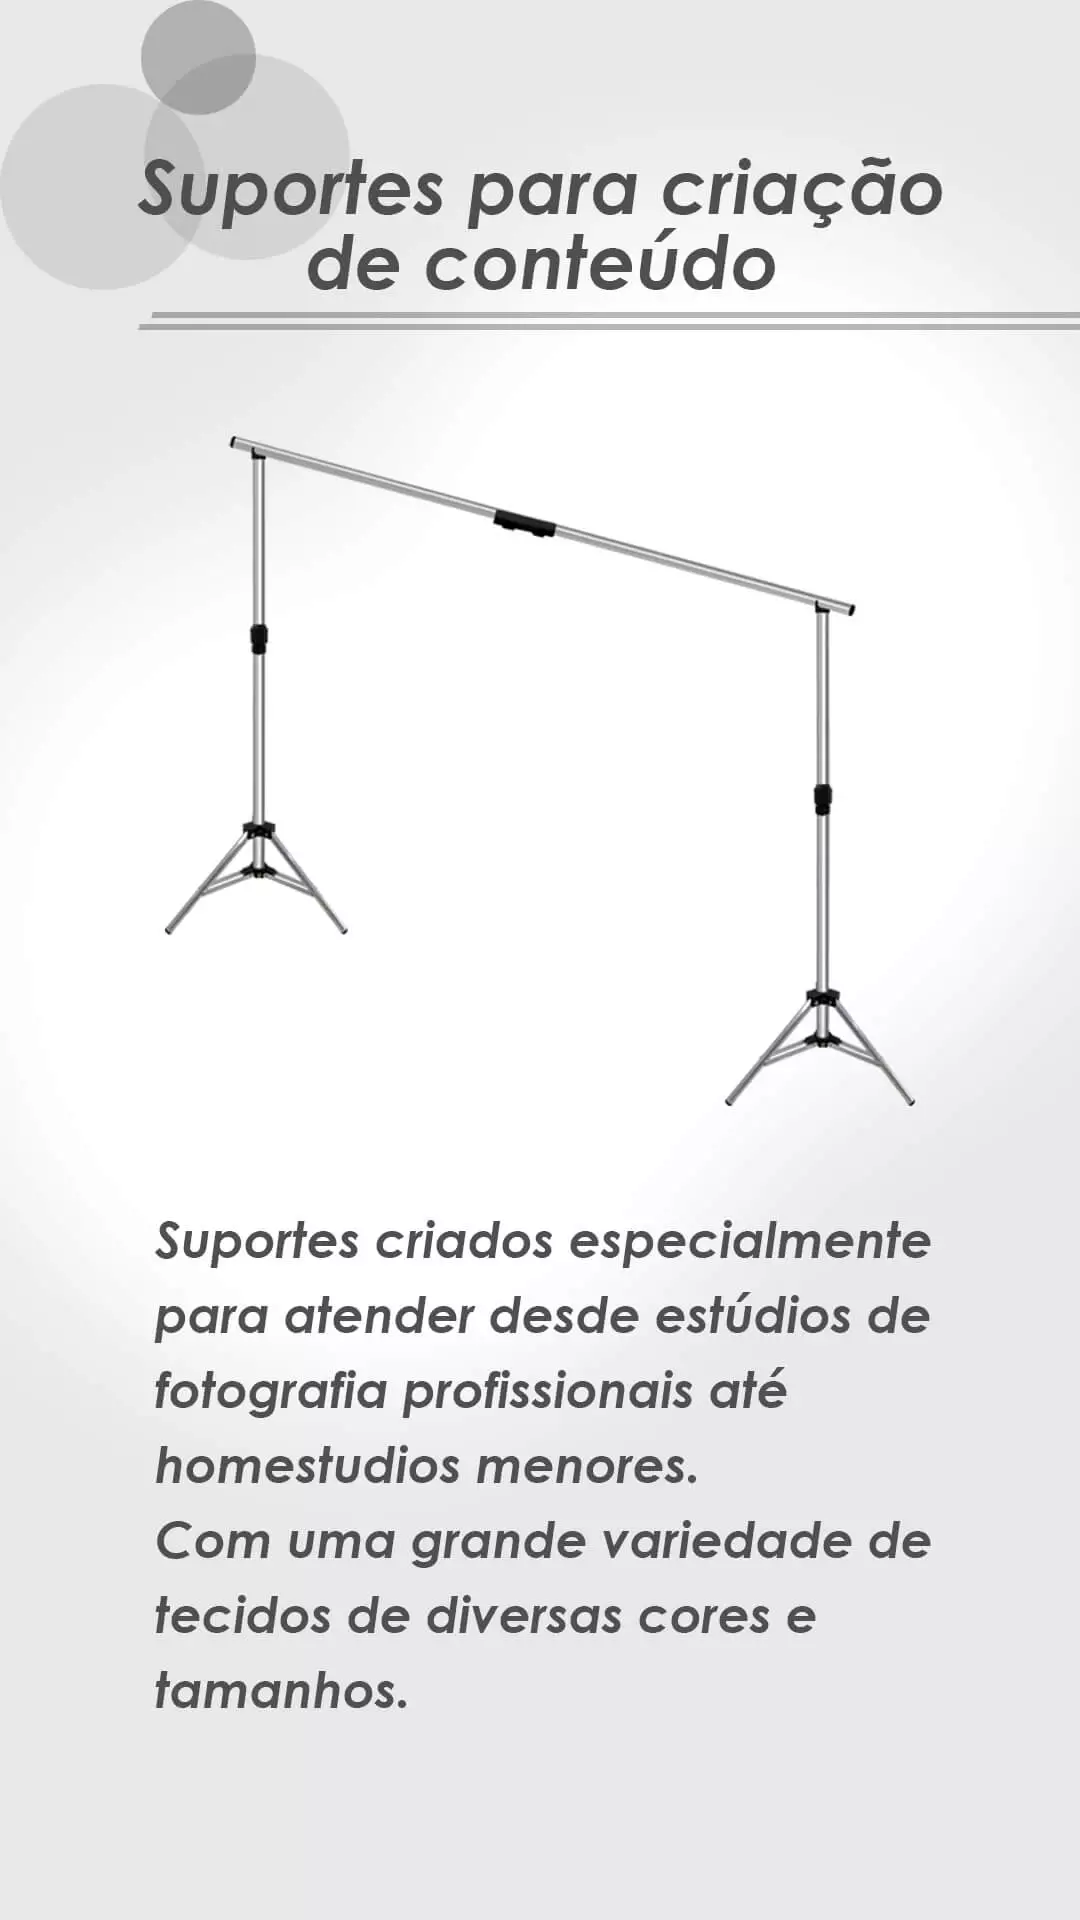 Suportes para criação
de conteúdo
Suportes criados especialmente
para atender desde estúdios de
fotografia profissionais até
homestudios menores.
Com uma grande variedade de
tecidos de diversas cores e
tamanhos.